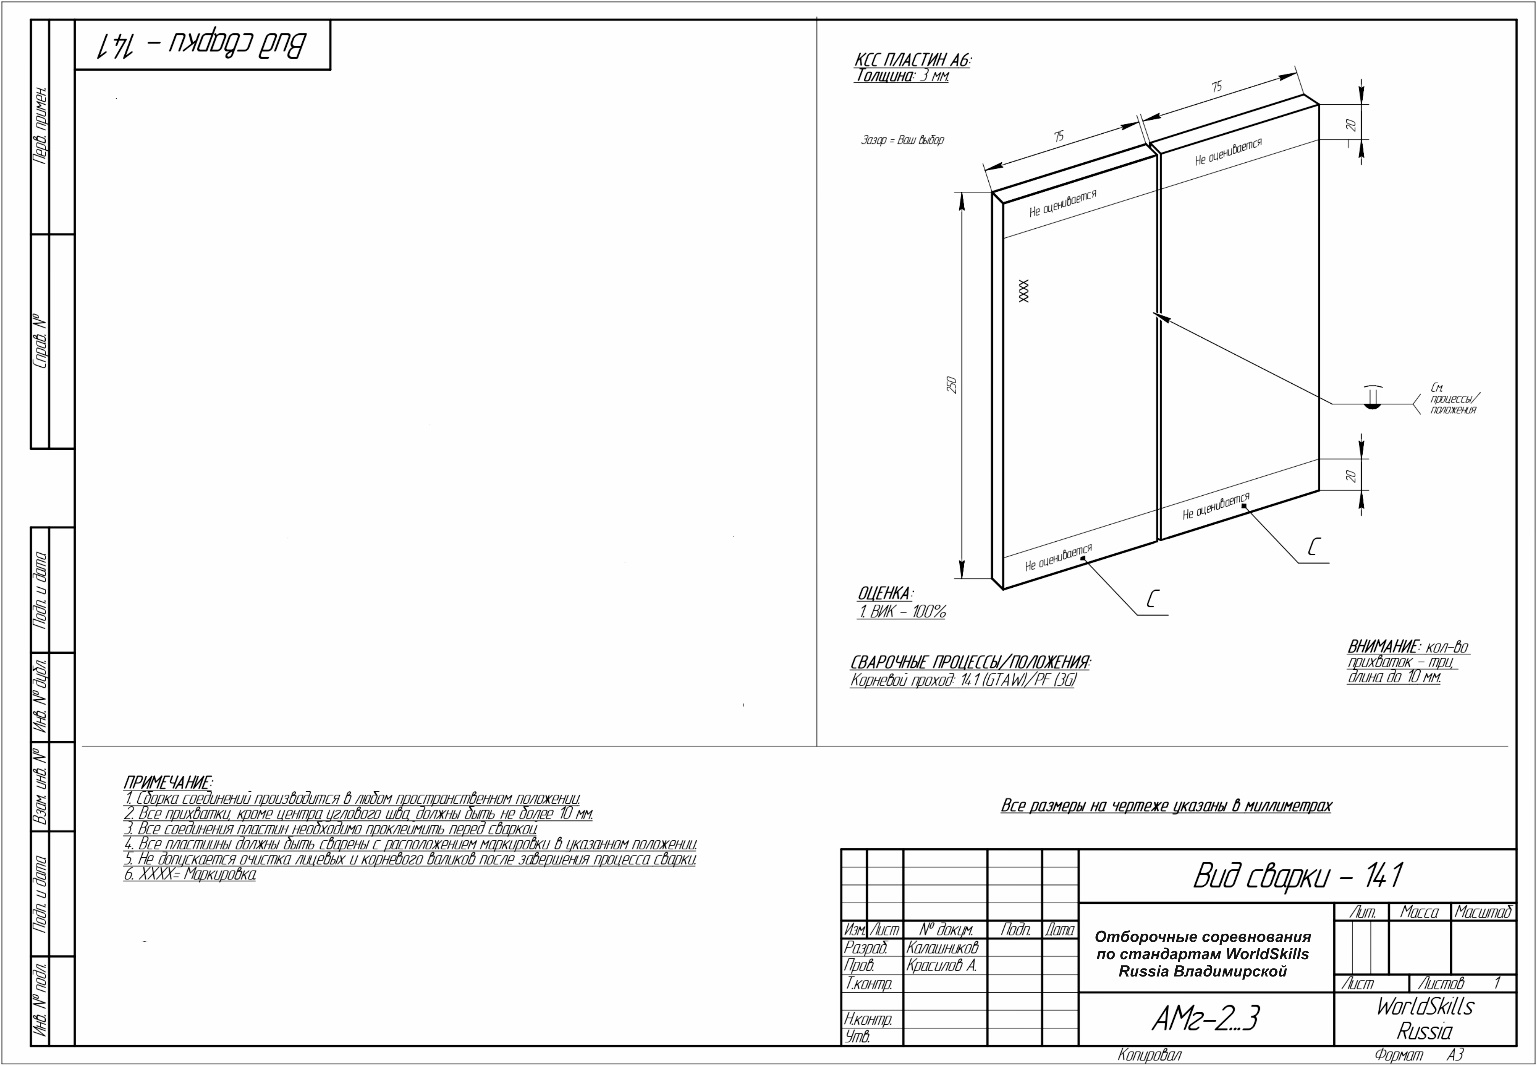 Вид сварки - 141
Перв. примен.
Справ. №
Подп. и дата
Инв. № дубл.
Взам. инв. №
Подп. и дата
Инв. № подл.
КСС ПЛАСТИН А6:
Толщина: 3 мм.
Зазор = Ваш выбор
75
75
20
Не оценивается
Не оценивается
XXXX
250
См.
процессы/
положения
20
Не оценивается
Не оценивается
С
С
ОЦЕНКА:
1. ВИК - 100%
СВАРОЧНЫЕ ПРОЦЕССЫ/ПОЛОЖЕНИЯ:
Корневой проход: 141 (GTAW)/PF (3G)
ВНИМАНИЕ: кол-во
прихваток - три,
длина до 10 мм.
ПРИМЕЧАНИЕ:
1. Сборка соединений производится в любом пространственном положении.
2. Все прихватки, кроме центра углового шва, должны быть не более 10 мм.
3. Все соединения пластин необходимо проклеймить перед сваркой.
4. Все пластиины должны быть сварены с расположением маркировки в указанном положении.
5. Не допускается очистка лицевых и корневого валиков после завершения процесса сварки.
6. XXXX= Маркировка.
Все размеры на чертеже указаны в миллиметрах
Вид сварки - 141
Лит. Масса Масштаб
Изм. Лист № докум. Подп. Дата
Разраб. Калашников
Пров. Красилов А.
Т.контр.
Н.контр.
Утв.
Отборочные соревнования
по стандартам WorldSkills
Russia Владимирской
Лист Листов 1
АМг-2...3
WorldSkills
Russia
Копировал Формат А3